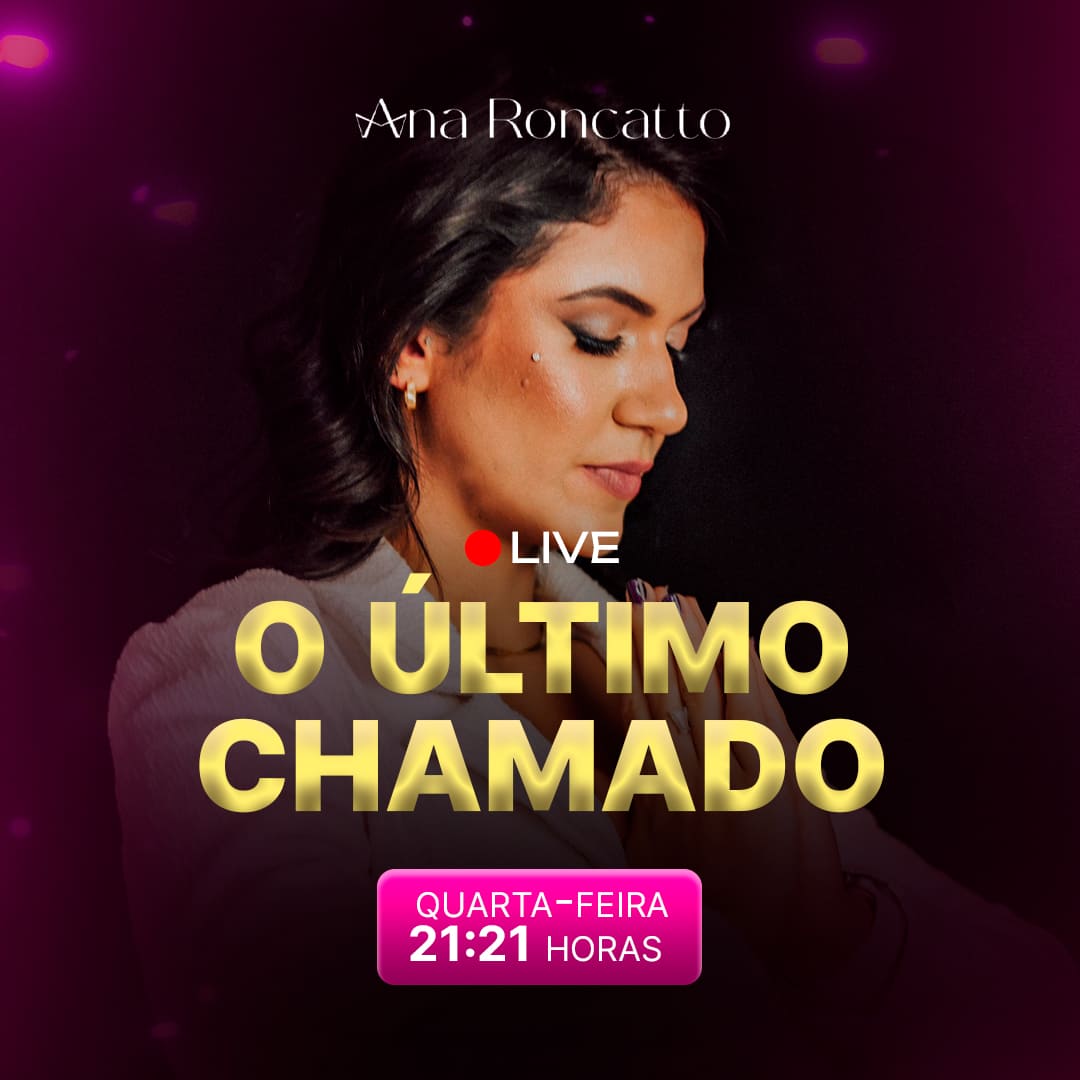 Ana Roncatto
LIVE
O ÚLTIMO
CHAMADO
QUARTA-FEIRA
21:21 HORAS